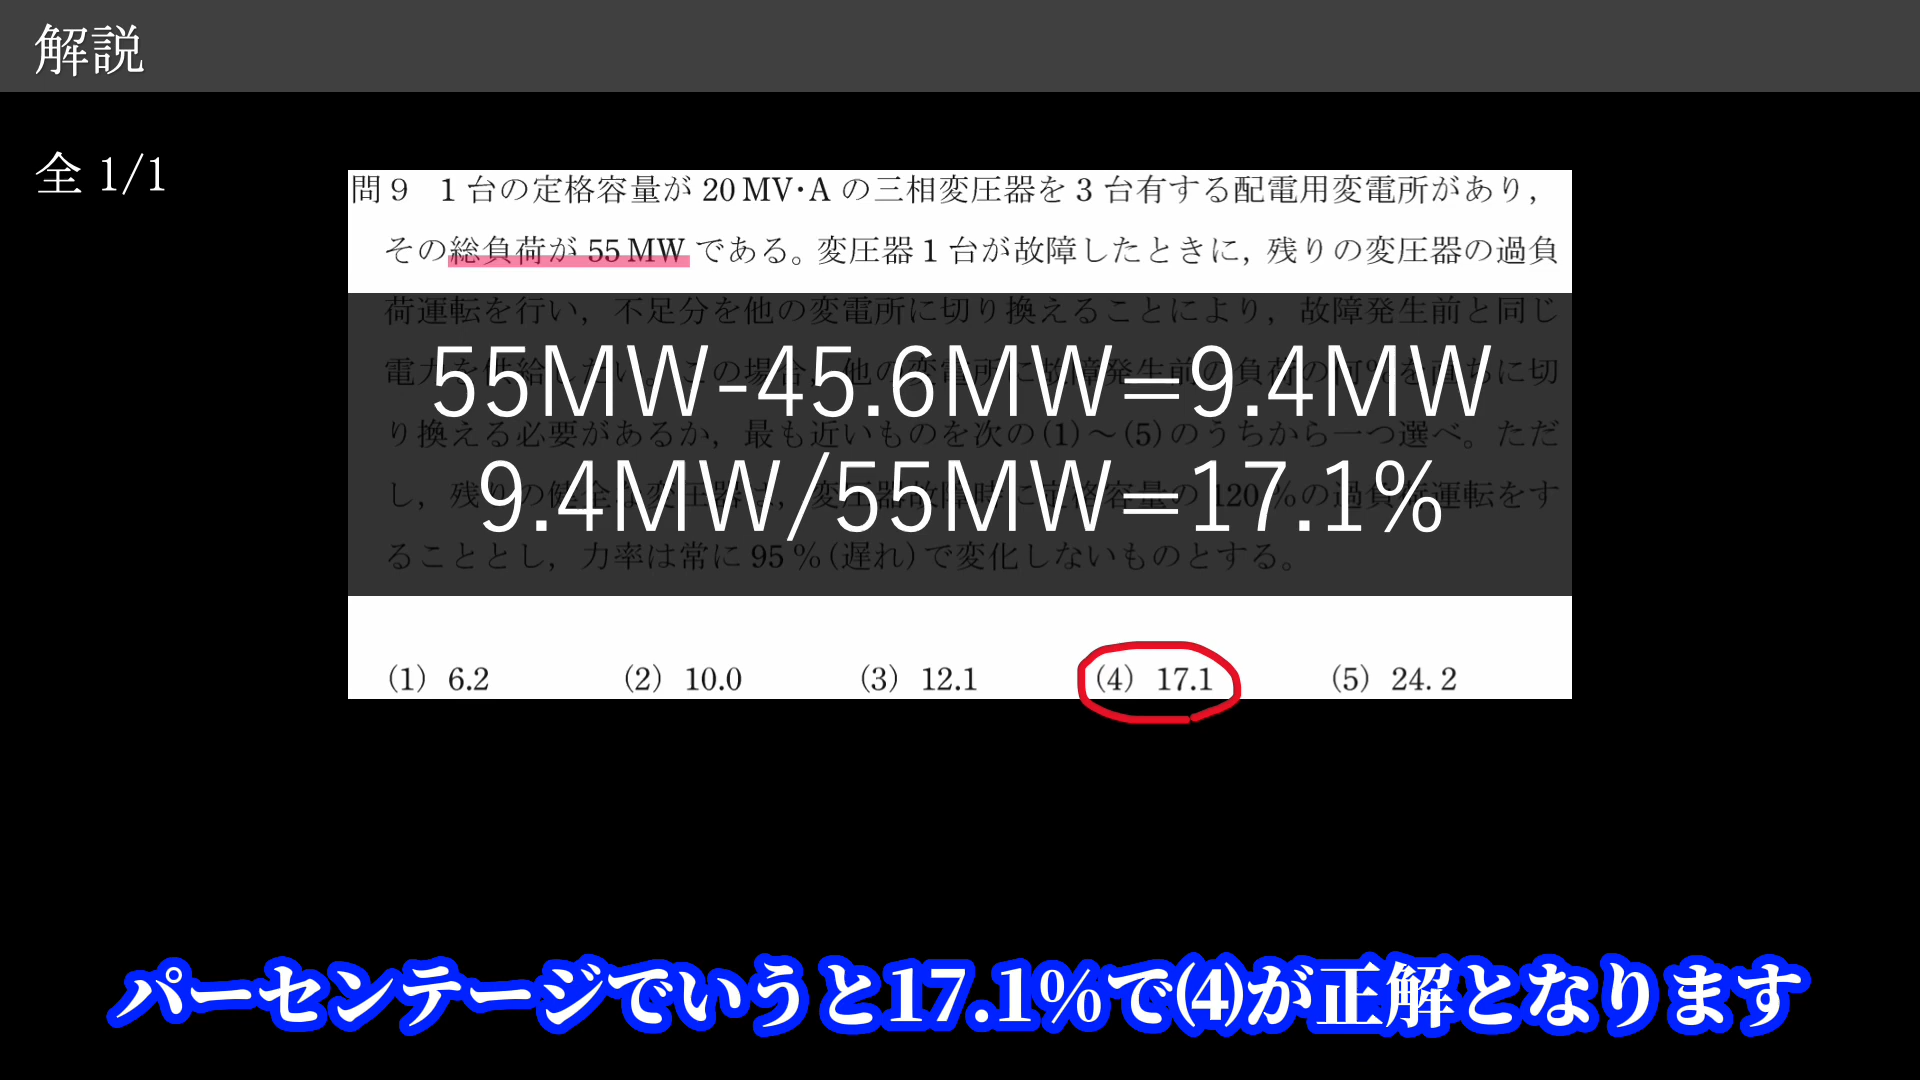 解説
全 1/1
問９ 1 台の定格容量が 20 MV･A の三相変圧器を 3 台有する配電用変電所があり，
その総負荷が 55 MW である。変圧器 1 台が故障したときに，残りの変圧器の過負
荷運転を行い，不足分を他の変電所に切り換えることにより，故障発生前と同じ
55MW-45.6MW=9.4MW
り換える必要があるか，最も近いものを次の(1)～(5)のうちから一つ選べ。ただ
9.4MW/55MW=17.1%
ることとし，力率は常に 95 %(遅れ)で変化しないものとする。
(1) 6.2 (2) 10.0 (3) 12.1 (4) 17.1 (5) 24. 2
パーセンテージでいうと17.1%で⑷が正解となります